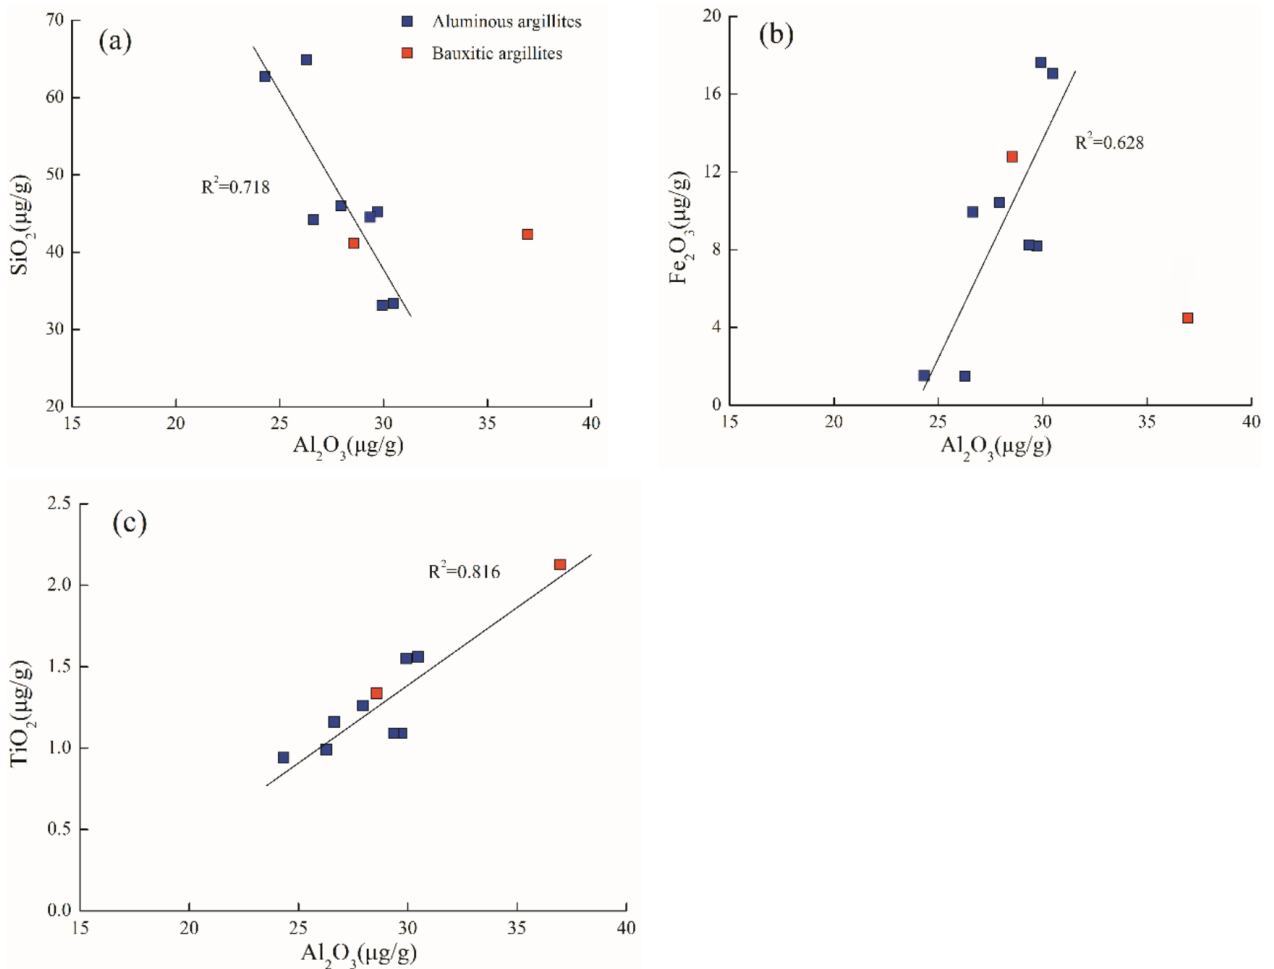 (a)
Aluminous argillites
Bauxitic argillites
R²=0.718
70
60
50
40
30
20
SiO₂(μg/g)
15 20 25 30 35 40
Al₂O₃(μg/g)
(b)
R²=0.628
20
16
12
8
4
0
Fe₂O₃(μg/g)
15 20 25 30 35 40
Al₂O₃(μg/g)
(c)
R²=0.816
2.5
2.0
1.5
1.0
0.5
0.0
TiO₂(μg/g)
15 20 25 30 35 40
Al₂O₃(μg/g)